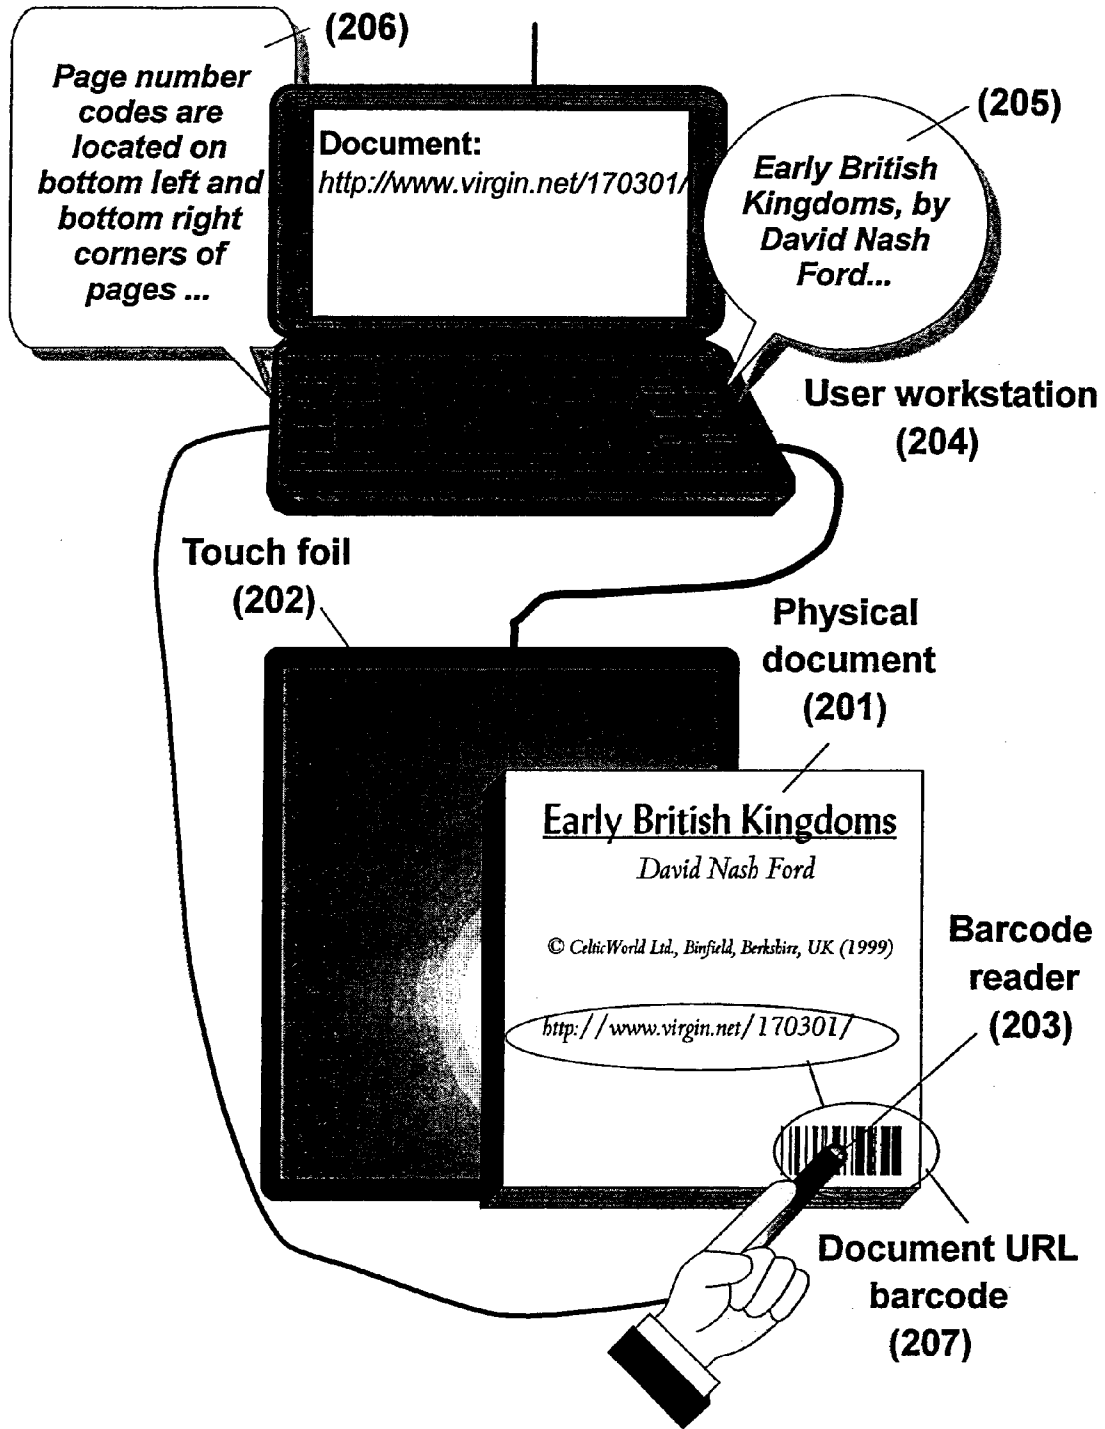 (206)
Page number
codes are
located on
bottom left and
bottom right
corners of
pages ...
Document:
http://www.virgin.net/170301/
(205)
Early British
Kingdoms, by
David Nash
Ford...
User workstation
(204)
Touch foil
(202)
Physical
document
(201)
Early British Kingdoms
David Nash Ford
© CelticWorld Ltd., Binfield, Berkshire, UK (1999)
http://www.virgin.net/170301/
Barcode
reader
(203)
Document URL
barcode
(207)